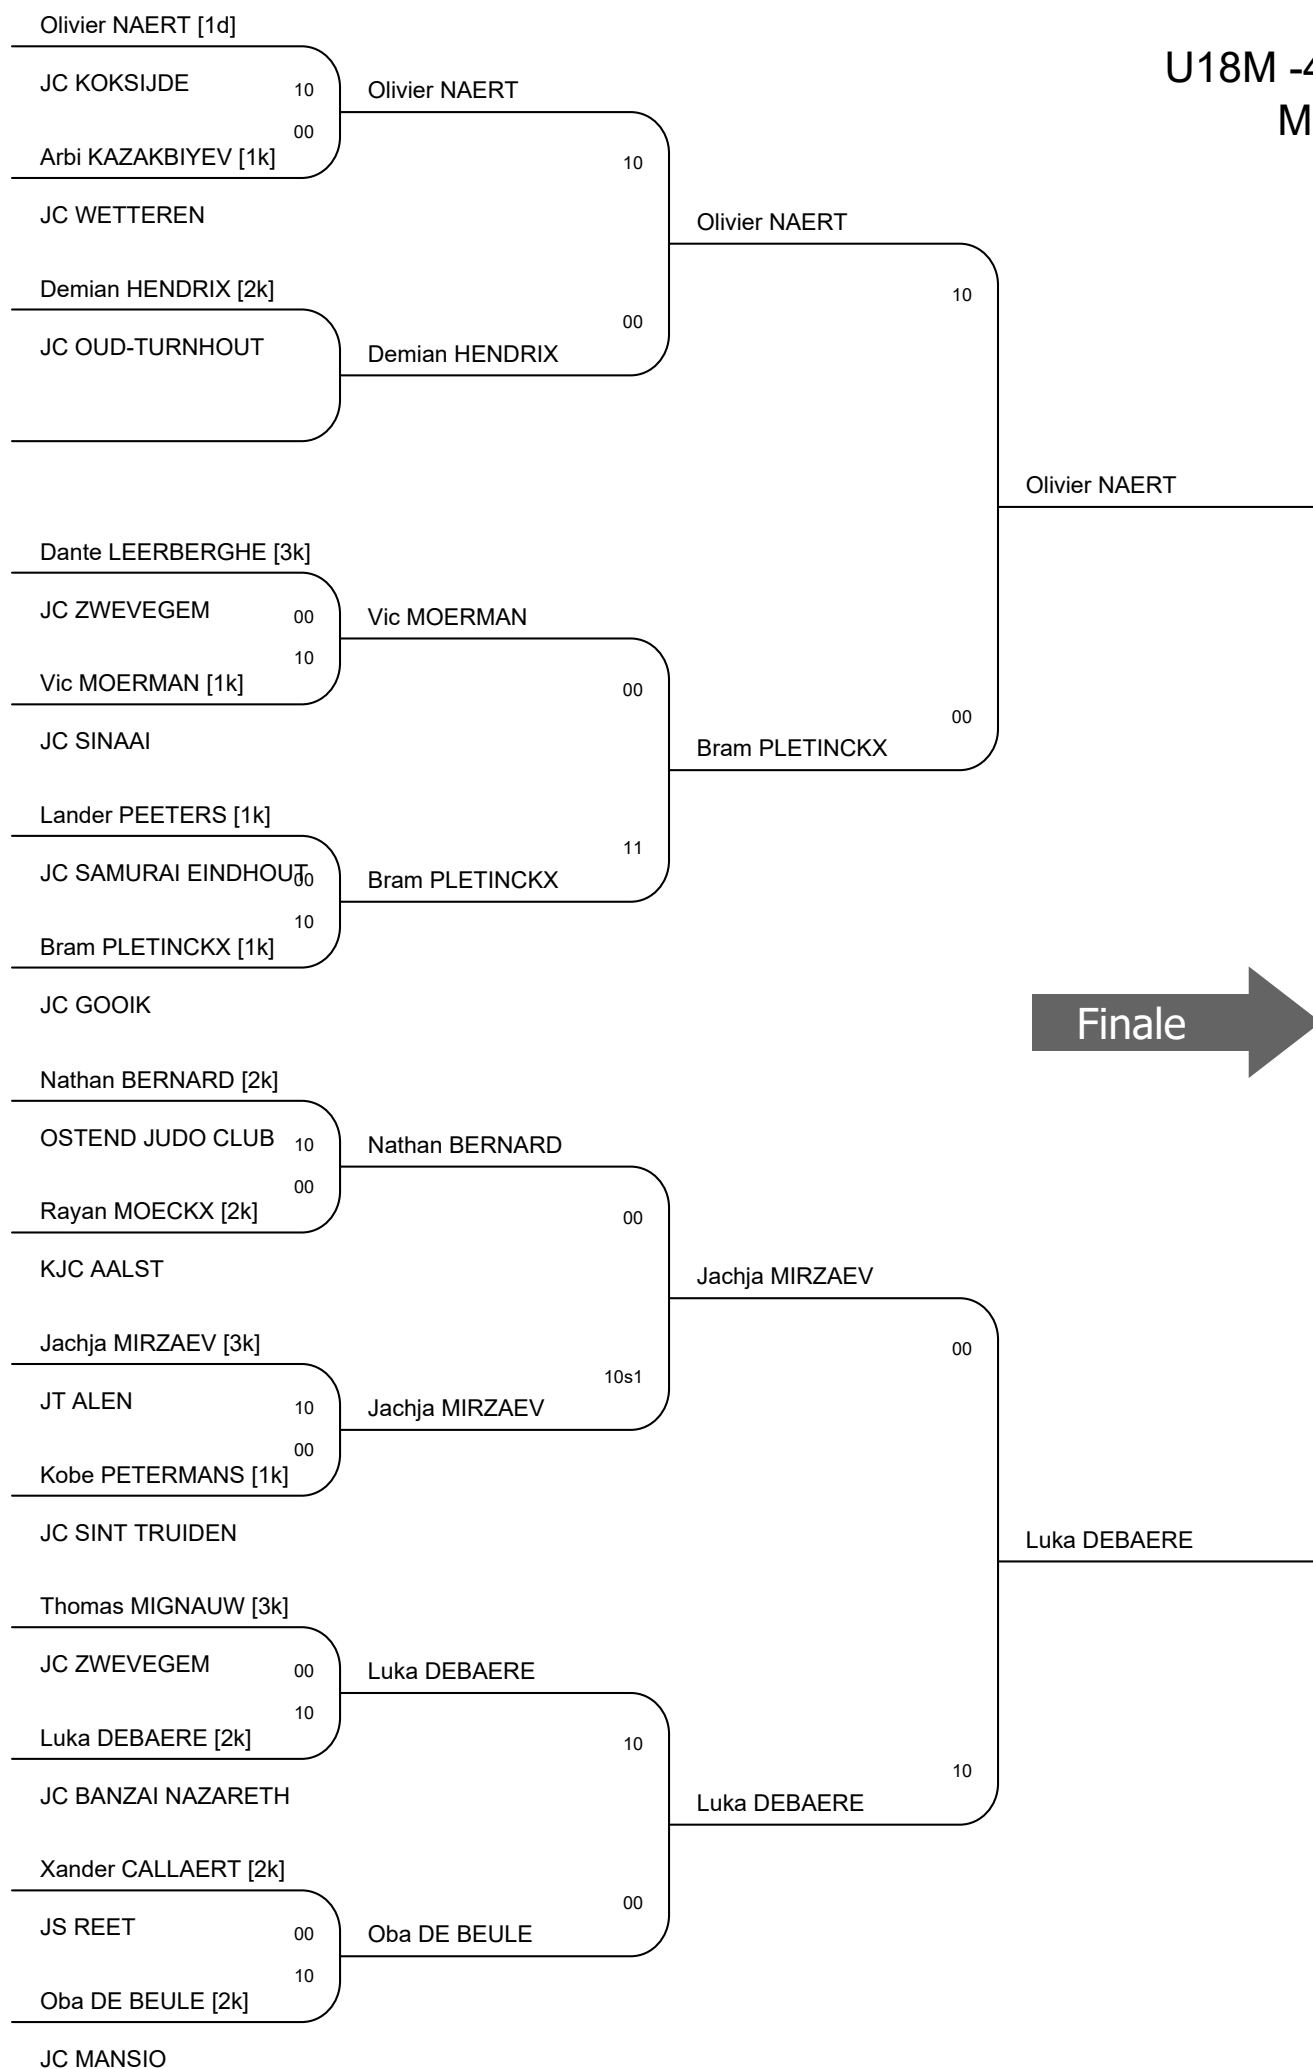 Olivier NAERT [1d]
U18M -4
JC KOKSIJDE
10
Olivier NAERT
M
00
Arbi KAZAKBIYEV [1k]
10
JC WETTEREN
Olivier NAERT
Demian HENDRIX [2k]
10
00
JC OUD-TURNHOUT
Demian HENDRIX
Olivier NAERT
Dante LEERBERGHE [3k]
JC ZWEVEGEM
00
Vic MOERMAN
10
Vic MOERMAN [1k]
00
00
JC SINAAI
Bram PLETINCKX
Lander PEETERS [1k]
11
JC SAMURAI EINDHOUT
00
Bram PLETINCKX
10
Bram PLETINCKX [1k]
JC GOOIK
Finale
Nathan BERNARD [2k]
OSTEND JUDO CLUB
10
Nathan BERNARD
00
Rayan MOECKX [2k]
00
KJC AALST
Jachja MIRZAEV
Jachja MIRZAEV [3k]
00
10s1
JT ALEN
10
Jachja MIRZAEV
00
Kobe PETERMANS [1k]
JC SINT TRUIDEN
Luka DEBAERE
Thomas MIGNAUW [3k]
JC ZWEVEGEM
00
Luka DEBAERE
10
Luka DEBAERE [2k]
10
10
JC BANZAI NAZARETH
Luka DEBAERE
Xander CALLAERT [2k]
00
JS REET
00
Oba DE BEULE
10
Oba DE BEULE [2k]
JC MANSIO